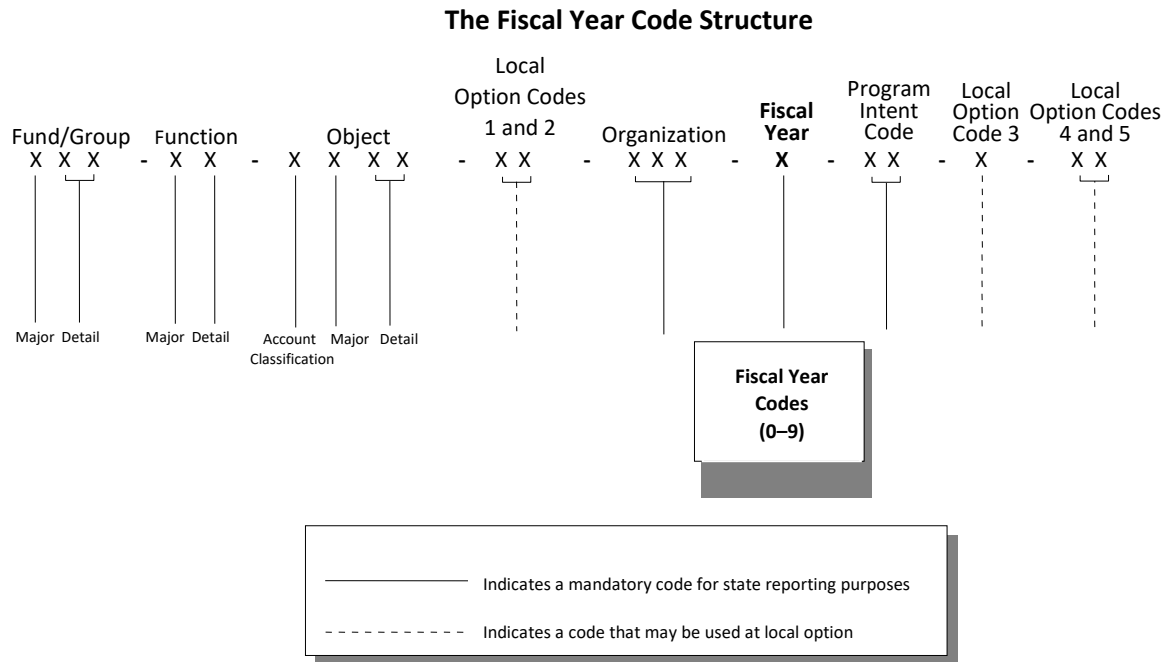 The Fiscal Year Code Structure
Fund/Group
Function
Object
Local
Option Codes
1 and 2
Organization
Fiscal
Year
Program
Intent
Code
Local
Option
Code 3
Local
Option Codes
4 and 5
X X X - X X - X X X X - X X - X X X - X - X X - X - X X
Major Detail
Major Detail
Account
Classification
Major Detail
Fiscal Year
Codes
(0–9)
Indicates a mandatory code for state reporting purposes
Indicates a code that may be used at local option